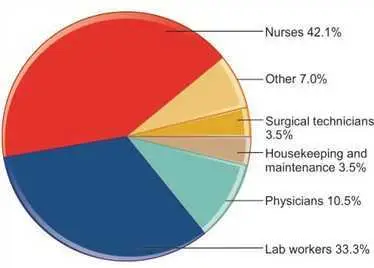 Nurses 42.1%
Other 7.0%
Surgical technicians
3.5%
Housekeeping and
maintenance 3.5%
Physicians 10.5%
Lab workers 33.3%